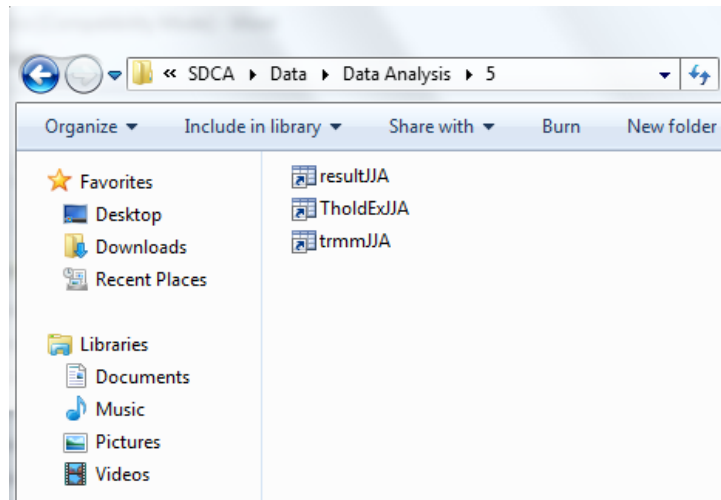 « SDCA ▸ Data ▸ Data Analysis ▸ 5
Organize Include in library Share with Burn New folder
Favorites
Desktop
Downloads
Recent Places
Libraries
Documents
Music
Pictures
Videos
resultJJA
TholdExJJA
trmmJJA